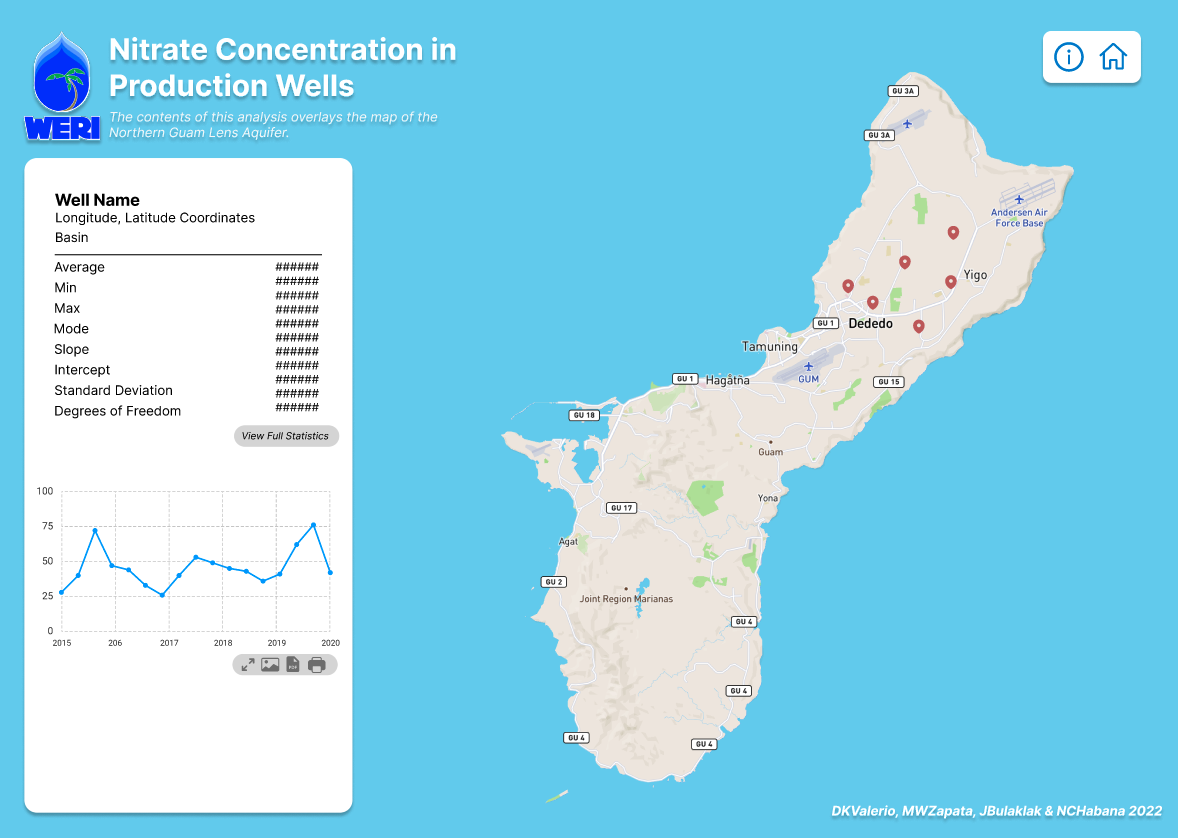 Nitrate Concentration in
Production Wells
The contents of this analysis overlays the map of the
Northern Guam Lens Aquifer.
WERI
Well Name
Longitude, Latitude Coordinates
Basin
Average
Min
Max
Mode
Slope
Intercept
Standard Deviation
Degrees of Freedom
######
######
######
######
######
######
######
######
######
######
######
View Full Statistics
100
75
50
25
0
2015 206 2017 2018 2019 2020
PDF
GU 3A
GU 3A
Andersen Air
Force Base
Yigo
GU 1
Dededo
Tamuning
GUM
GU 1
Hagåtña
GU 15
GU 18
Guam
Yona
GU 17
Agat
GU 2
Joint Region Marianas
GU 4
GU 4
GU 4
GU 4
DKValerio, MWZapata, JBulaklak & NCHabana 2022